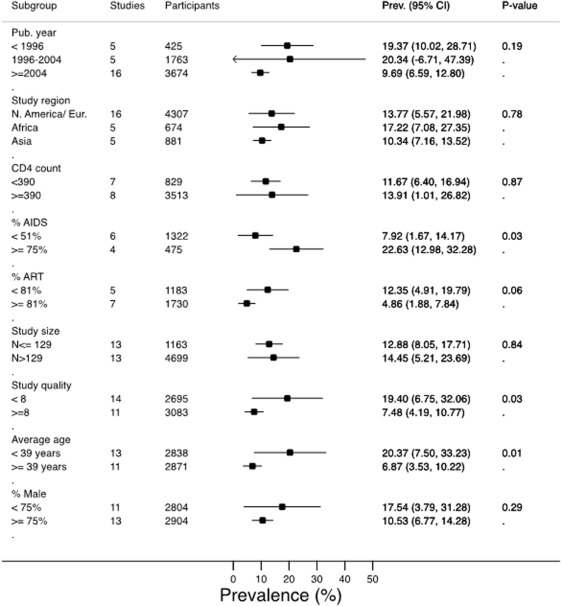 Subgroup Studies Participants Prev. (95% CI) P-value
Pub. year
< 1996 5 425 19.37 (10.02, 28.71) 0.19
1996-2004 5 1763 20.34 (-6.71, 47.39) .
>=2004 16 3674 9.69 (6.59, 12.80) .
.
Study region
N. America/ Eur. 16 4307 13.77 (5.57, 21.98) 0.78
Africa 5 674 17.22 (7.08, 27.35) .
Asia 5 881 10.34 (7.16, 13.52) .
.
CD4 count
<390 7 829 11.67 (6.40, 16.94) 0.87
>=390 8 3513 13.91 (1.01, 26.82) .
.
% AIDS
< 51% 6 1322 7.92 (1.67, 14.17) 0.03
>= 75% 4 475 22.63 (12.98, 32.28) .
.
% ART
< 81% 5 1183 12.35 (4.91, 19.79) 0.06
>= 81% 7 1730 4.86 (1.88, 7.84) .
.
Study size
N<= 129 13 1163 12.88 (8.05, 17.71) 0.84
N>129 13 4699 14.45 (5.21, 23.69) .
.
Study quality
< 8 14 2695 19.40 (6.75, 32.06) 0.03
>=8 11 3083 7.48 (4.19, 10.77) .
.
Average age
< 39 years 13 2838 20.37 (7.50, 33.23) 0.01
>= 39 years 11 2871 6.87 (3.53, 10.22) .
.
% Male
< 75% 11 2804 17.54 (3.79, 31.28) 0.29
>= 75% 13 2904 10.53 (6.77, 14.28) .
.
0 10 20 30 40 50
Prevalence (%)